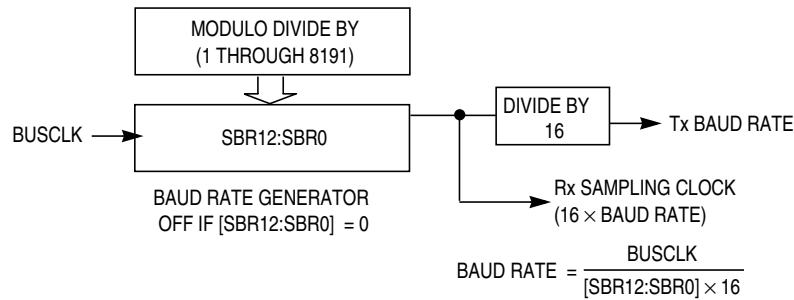 MODULO DIVIDE BY
(1 THROUGH 8191)
BUSCLK
SBR12:SBR0
DIVIDE BY
16
Tx BAUD RATE
BAUD RATE GENERATOR
OFF IF [SBR12:SBR0] = 0
Rx SAMPLING CLOCK
(16 × BAUD RATE)
BAUD RATE =
BUSCLK
[SBR12:SBR0] × 16